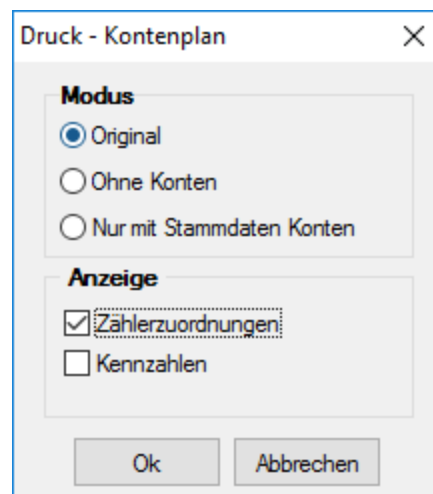 Druck - Kontenplan
Modus
Original
Ohne Konten
Nur mit Stammdaten Konten
Anzeige
Zählerzuordnungen
Kennzahlen
Ok Abbrechen